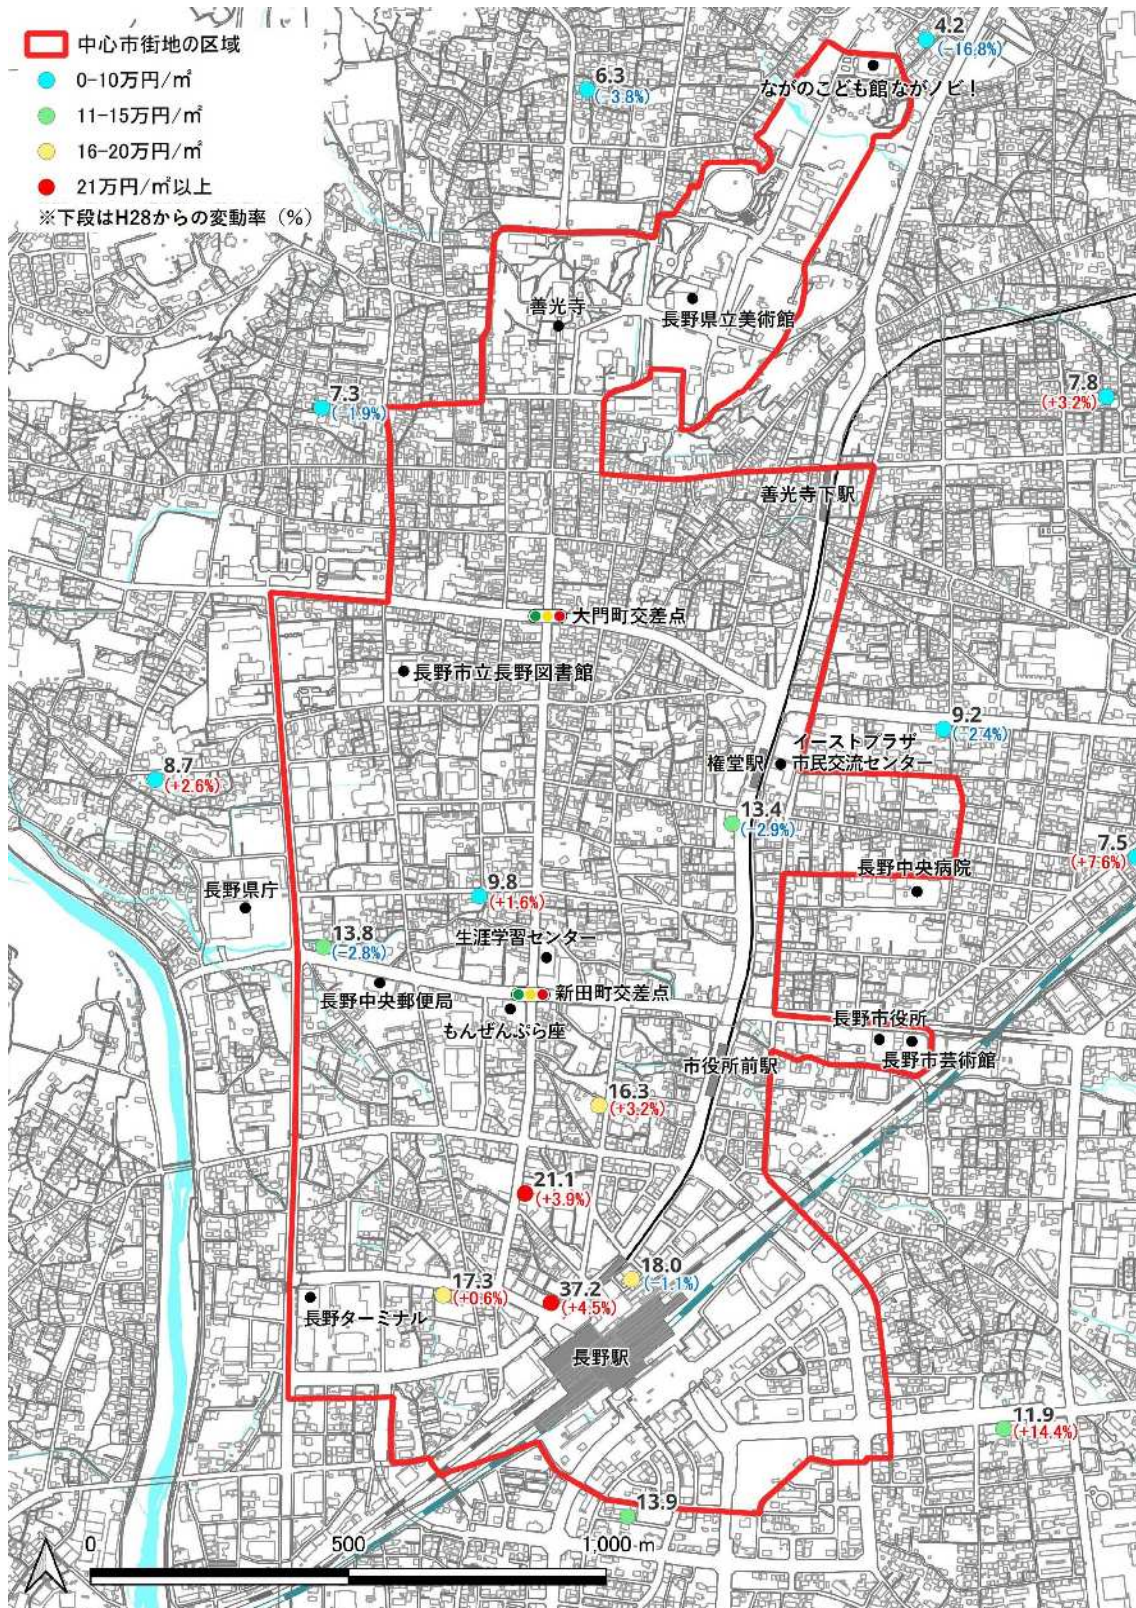 中心市街地の区域
0-10万円/㎡
11-15万円/㎡
16-20万円/㎡
21万円/㎡以上
※下段はH28からの変動率（%）
4.2
(-16.8%)
6.3
(-3.8%)
ながのこども館 ながノビ！
善光寺
長野県立美術館
7.3
(-1.9%)
7.8
(+3.2%)
善光寺下駅
大門町交差点
長野市立長野図書館
9.2
(-2.4%)
イーストプラザ
市民交流センター
権堂駅
8.7
(+2.6%)
13.4
(-2.9%)
7.5
(+7.6%)
長野中央病院
長野県庁
9.8
(+1.6%)
生涯学習センター
13.8
(-2.8%)
長野中央郵便局
新田町交差点
もんぜんぷら座
長野市役所
長野市芸術館
市役所前駅
16.3
(+3.2%)
21.1
(+3.9%)
18.0
(-1.1%)
17.3
(+0.6%)
37.2
(+4.5%)
長野ターミナル
長野駅
11.9
(+14.4%)
13.9
0
500
1,000 m